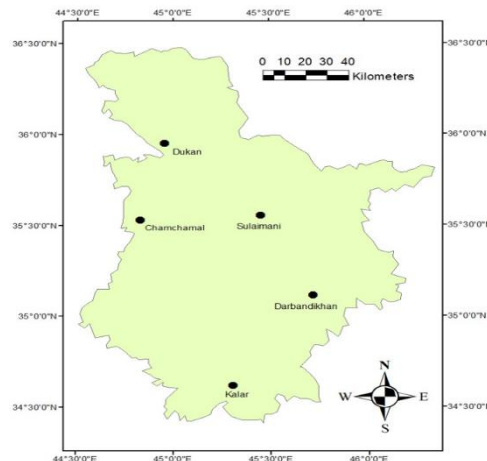 44°30'0"E 45°0'0"E 45°30'0"E 46°0'0"E
36°30'0"N 36°30'0"N
0 10 20 30 40
Kilometers
36°0'0"N 36°0'0"N
Dukan
35°30'0"N 35°30'0"N
Chamchamal Sulaimani
35°0'0"N 35°0'0"N
Darbandikhan
34°30'0"N 34°30'0"N
Kalar
N
W E
S
44°30'0"E 45°0'0"E 45°30'0"E 46°0'0"E